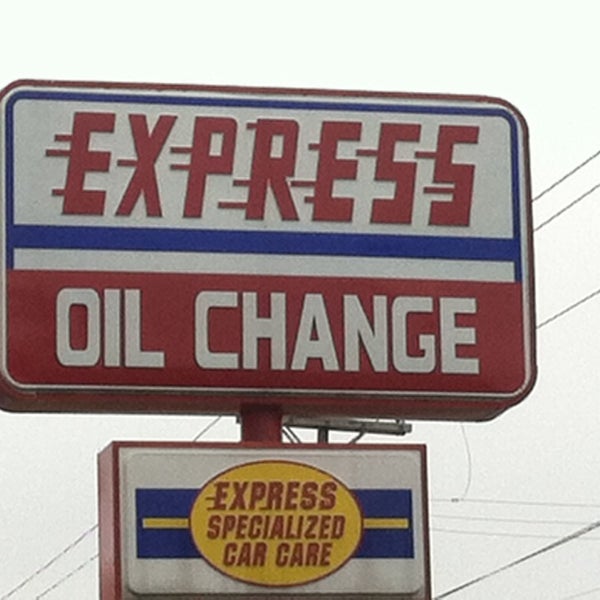 EXPRESS
OIL CHANGE
EXPRESS
SPECIALIZED
CAR CARE